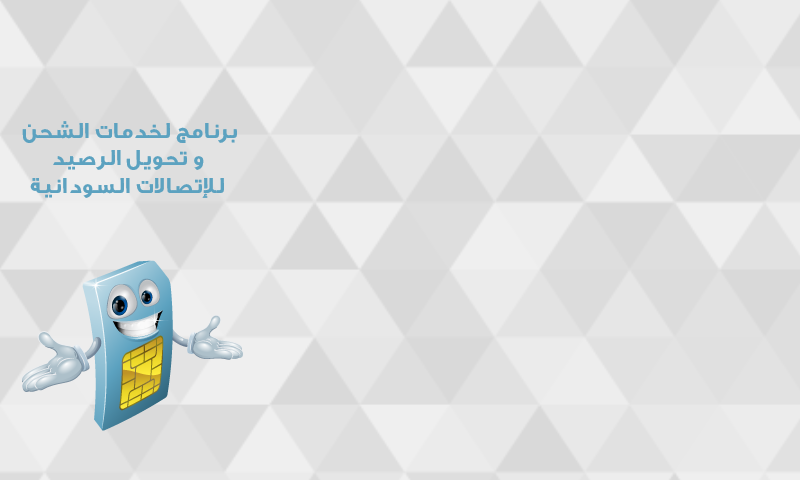 برنامج لخدمات الشحن
و تحويل الرصيد
للإتصالات السودانية